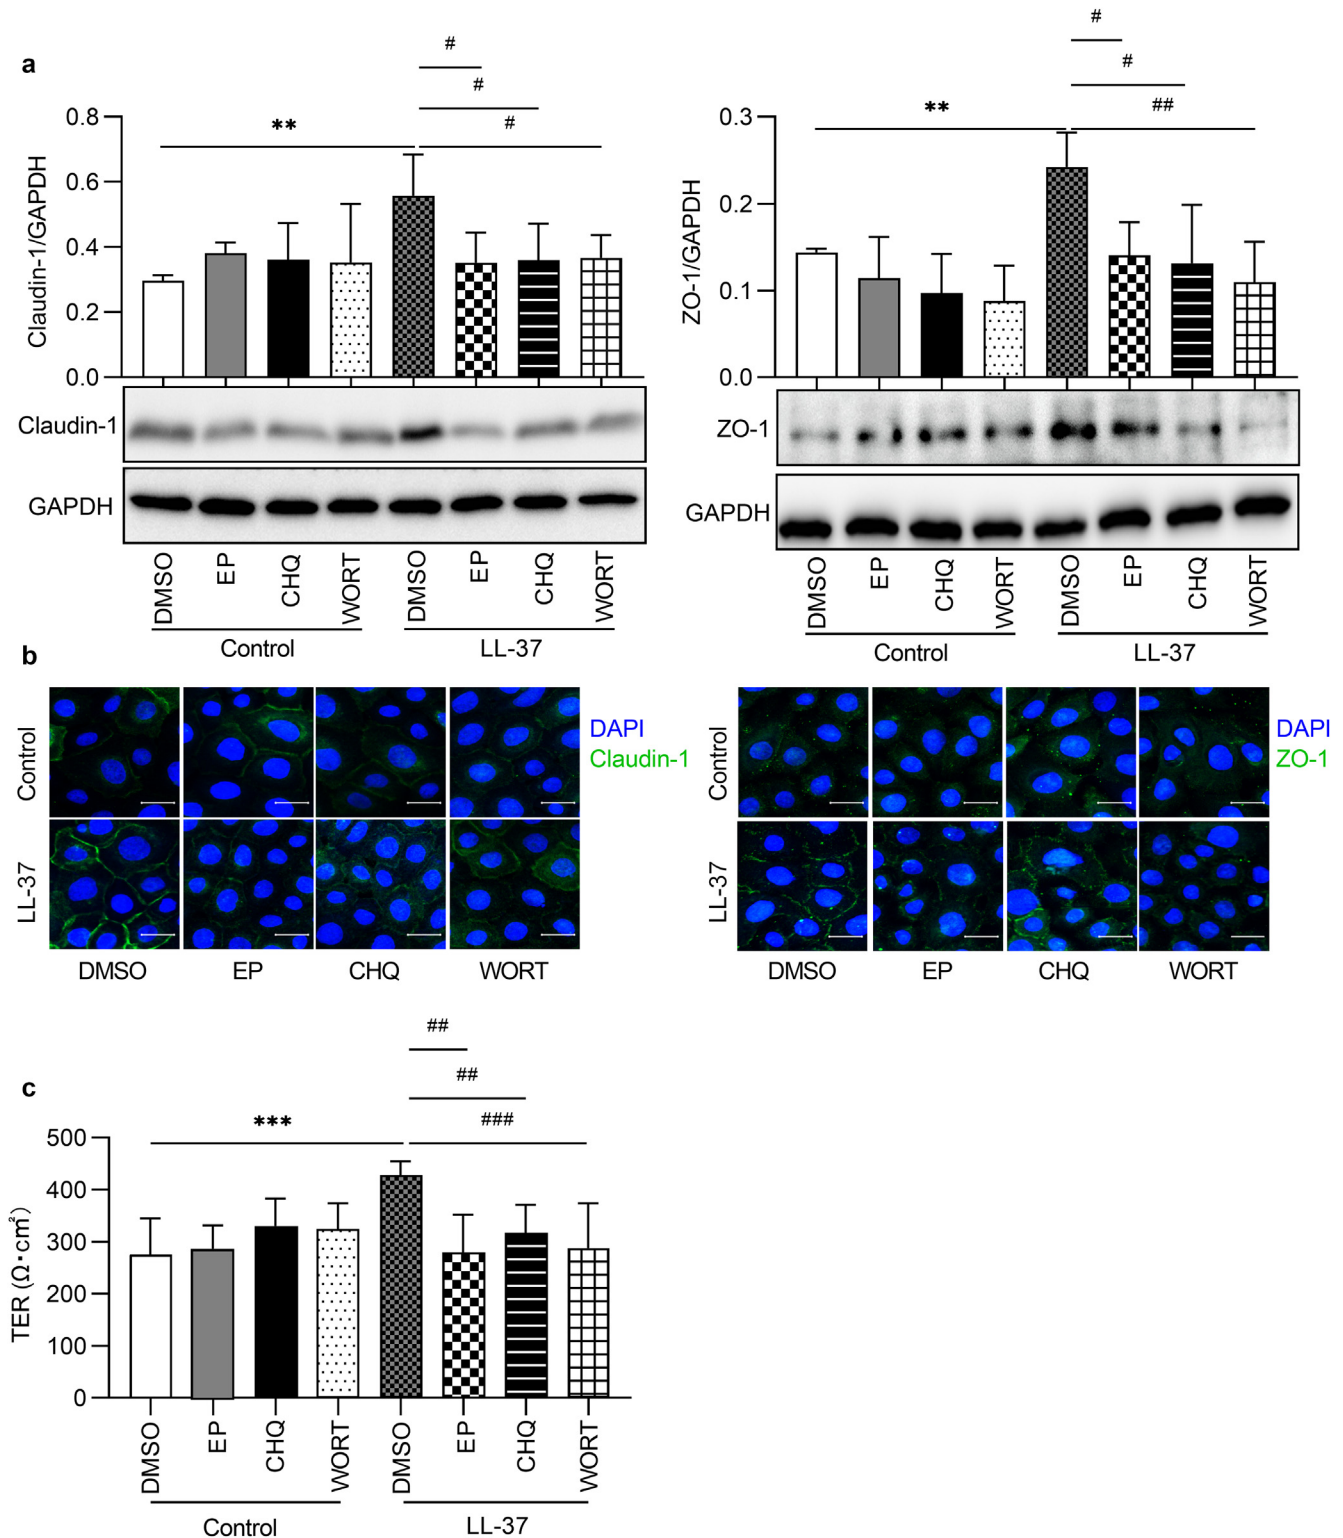 a
#
#
#
**
0.8
0.6
0.4
0.2
0.0
Claudin-1/GAPDH
Claudin-1
GAPDH
DMSO EP CHQ WORT DMSO EP CHQ WORT
Control LL-37
#
#
##
**
0.3
0.2
0.1
0.0
ZO-1/GAPDH
ZO-1
GAPDH
DMSO EP CHQ WORT DMSO EP CHQ WORT
Control LL-37
b
Control
LL-37
DAPI
Claudin-1
DMSO EP CHQ WORT
Control
LL-37
DAPI
ZO-1
DMSO EP CHQ WORT
c
##
##
###
***
500
400
300
200
100
0
TER (Ω·cm²)
DMSO EP CHQ WORT DMSO EP CHQ WORT
Control LL-37